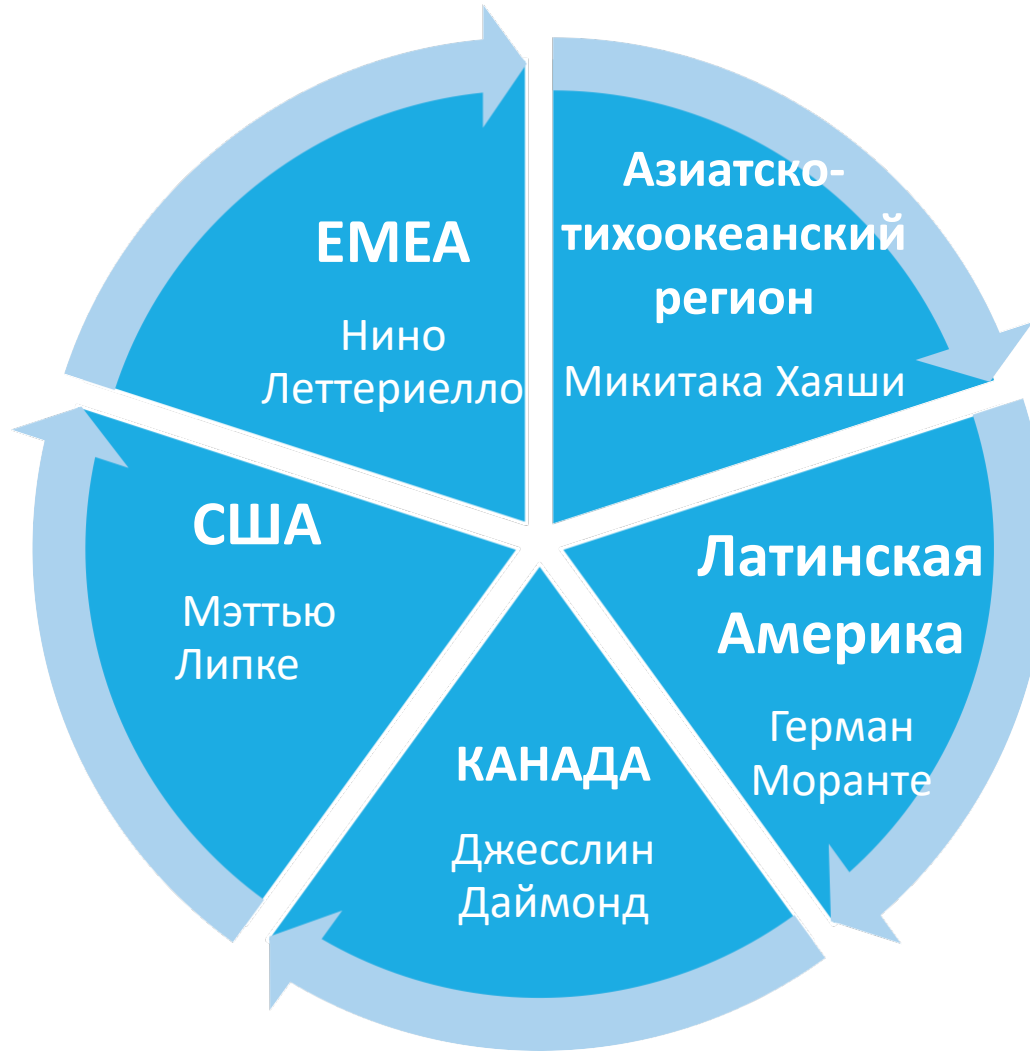 Азиатско-
тихоокеанский
регион
Микитака Хаяши
Латинская
Америка
Герман
Моранте
КАНАДА
Джесслин
Даймонд
США
Мэттью
Липке
ЕМЕА
Нино
Леттериелло